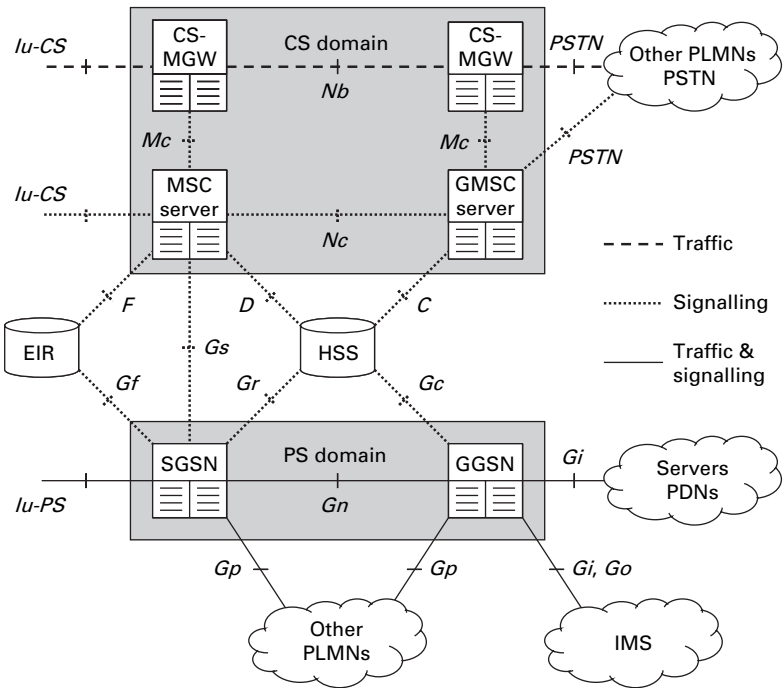 Iu-CS
CS-
MGW
CS domain
CS-
MGW
PSTN
Other PLMNs
PSTN
Nb
Mc
Mc
PSTN
Iu-CS
MSC
server
GMSC
server
Nc
Traffic
F
D
C
Signalling
EIR
Gs
HSS
Traffic &
signalling
Gf
Gr
Gc
SGSN
PS domain
GGSN
Gi
Servers
PDNs
Iu-PS
Gn
Gp
Gp
Gi, Go
Other
PLMNs
IMS